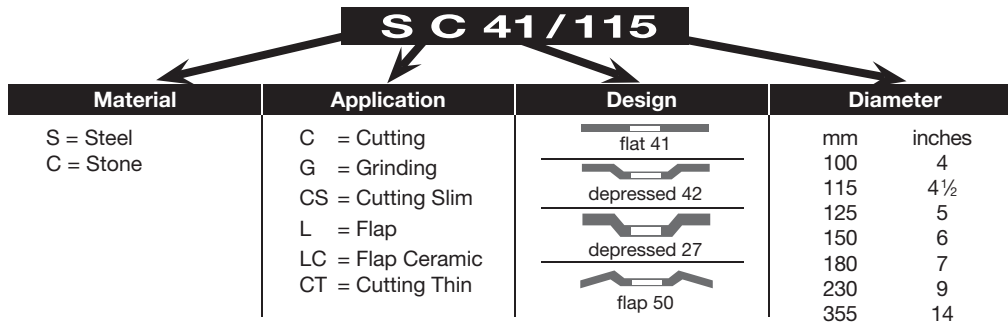 S C 41/115
Material Application Design Diameter
S = Steel
C = Stone
C = Cutting
G = Grinding
CS = Cutting Slim
L = Flap
LC = Flap Ceramic
CT = Cutting Thin
flat 41
depressed 42
depressed 27
flap 50
mm inches
100 4
115 4½
125 5
150 6
180 7
230 9
355 14